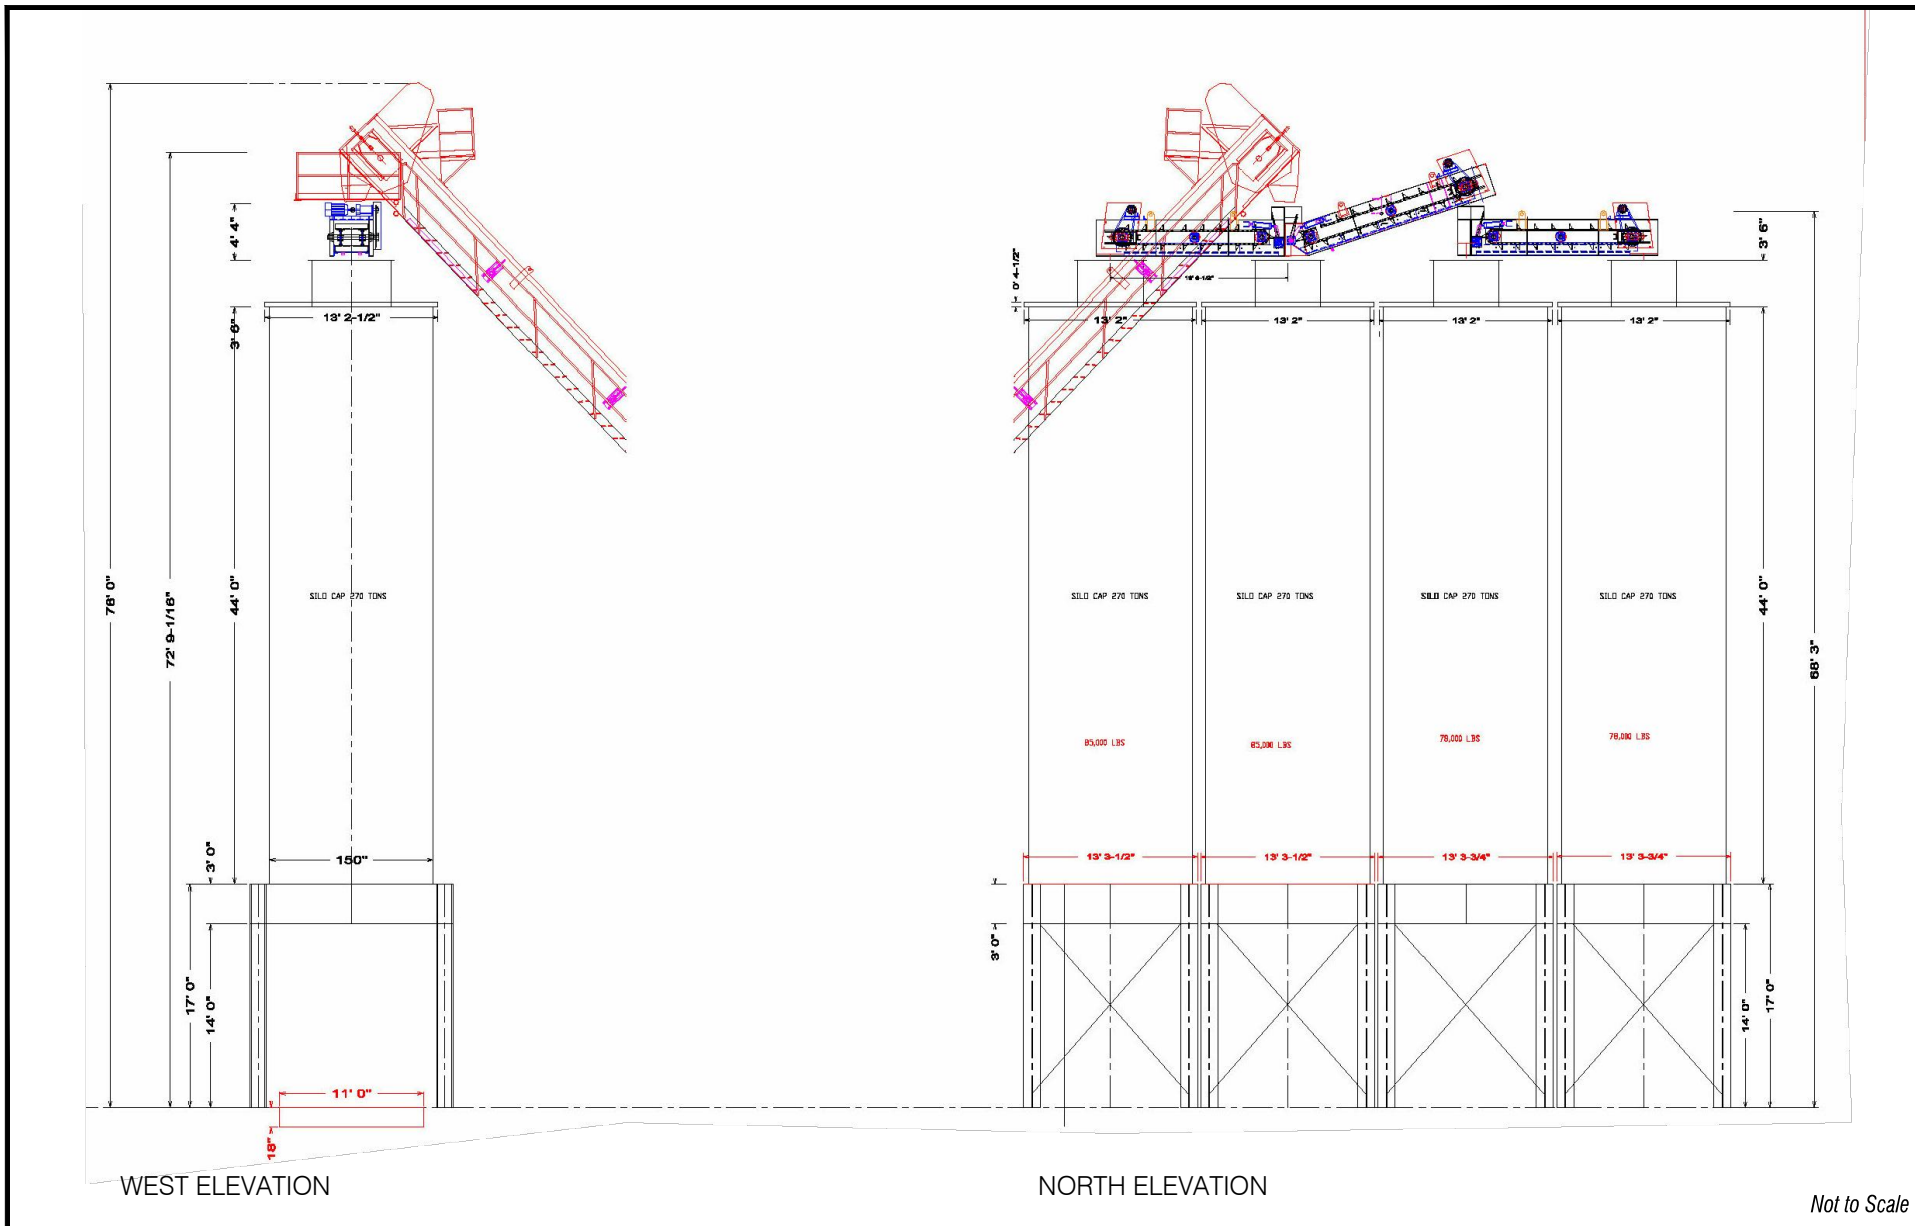 78' 0"
72' 9-1/16"
4' 4"
3' 6"
13' 2-1/2"
44' 0"
SILO CAP 270 TONS
3' 0"
150"
17' 0"
14' 0"
11' 0"
18"
WEST ELEVATION
0' 4-1/2"
3' 6"
13' 2"
13' 2"
13' 2"
13' 2"
SILO CAP 270 TONS
SILO CAP 270 TONS
SILO CAP 270 TONS
SILO CAP 270 TONS
44' 0"
68' 3"
85,000 LBS
85,000 LBS
78,000 LBS
78,000 LBS
13' 3-1/2"
13' 3-1/2"
13' 3-3/4"
13' 3-3/4"
3' 0"
14' 0"
17' 0"
NORTH ELEVATION
Not to Scale